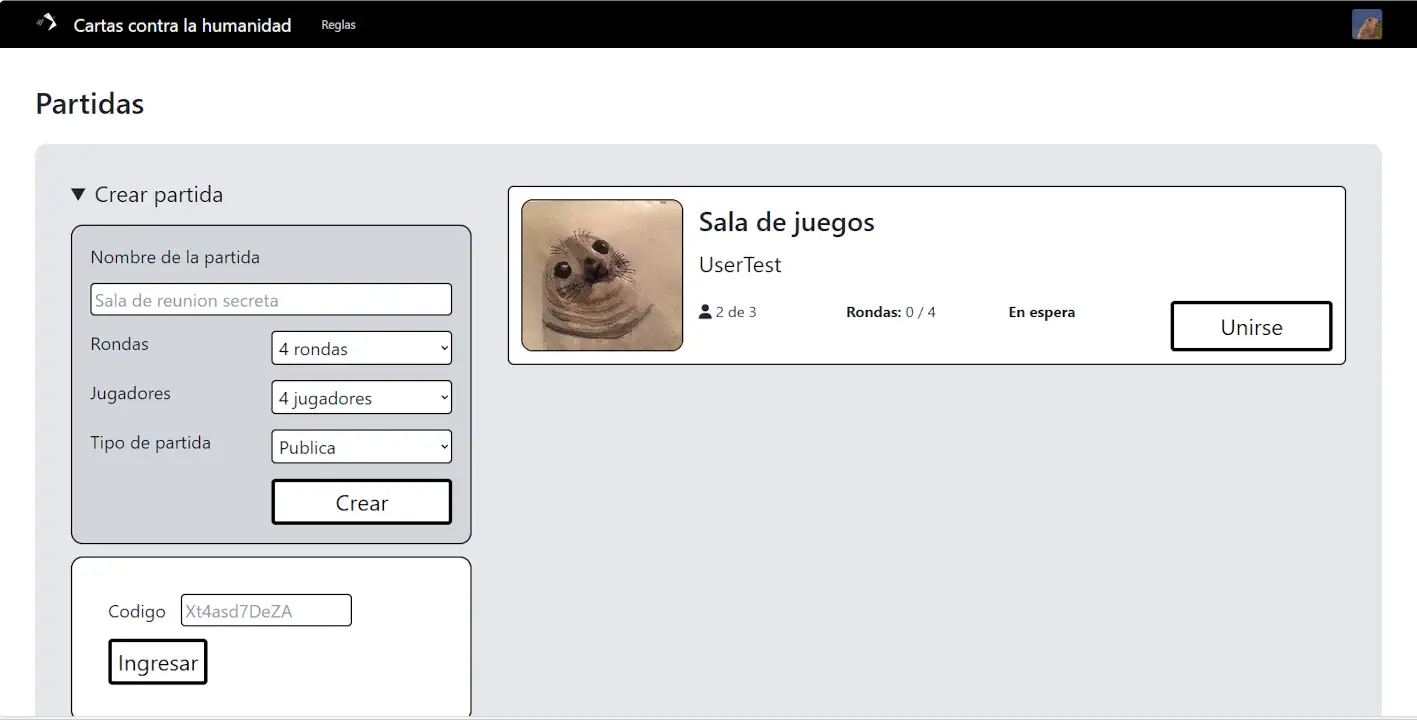 Cartas contra la humanidad Reglas
Partidas
▼ Crear partida
Nombre de la partida
Sala de reunion secreta
Rondas 4 rondas
Jugadores 4 jugadores
Tipo de partida Publica
Crear
Codigo Xt4asd7DeZA
Ingresar
Sala de juegos
UserTest
2 de 3 Rondas: 0 / 4 En espera
Unirse